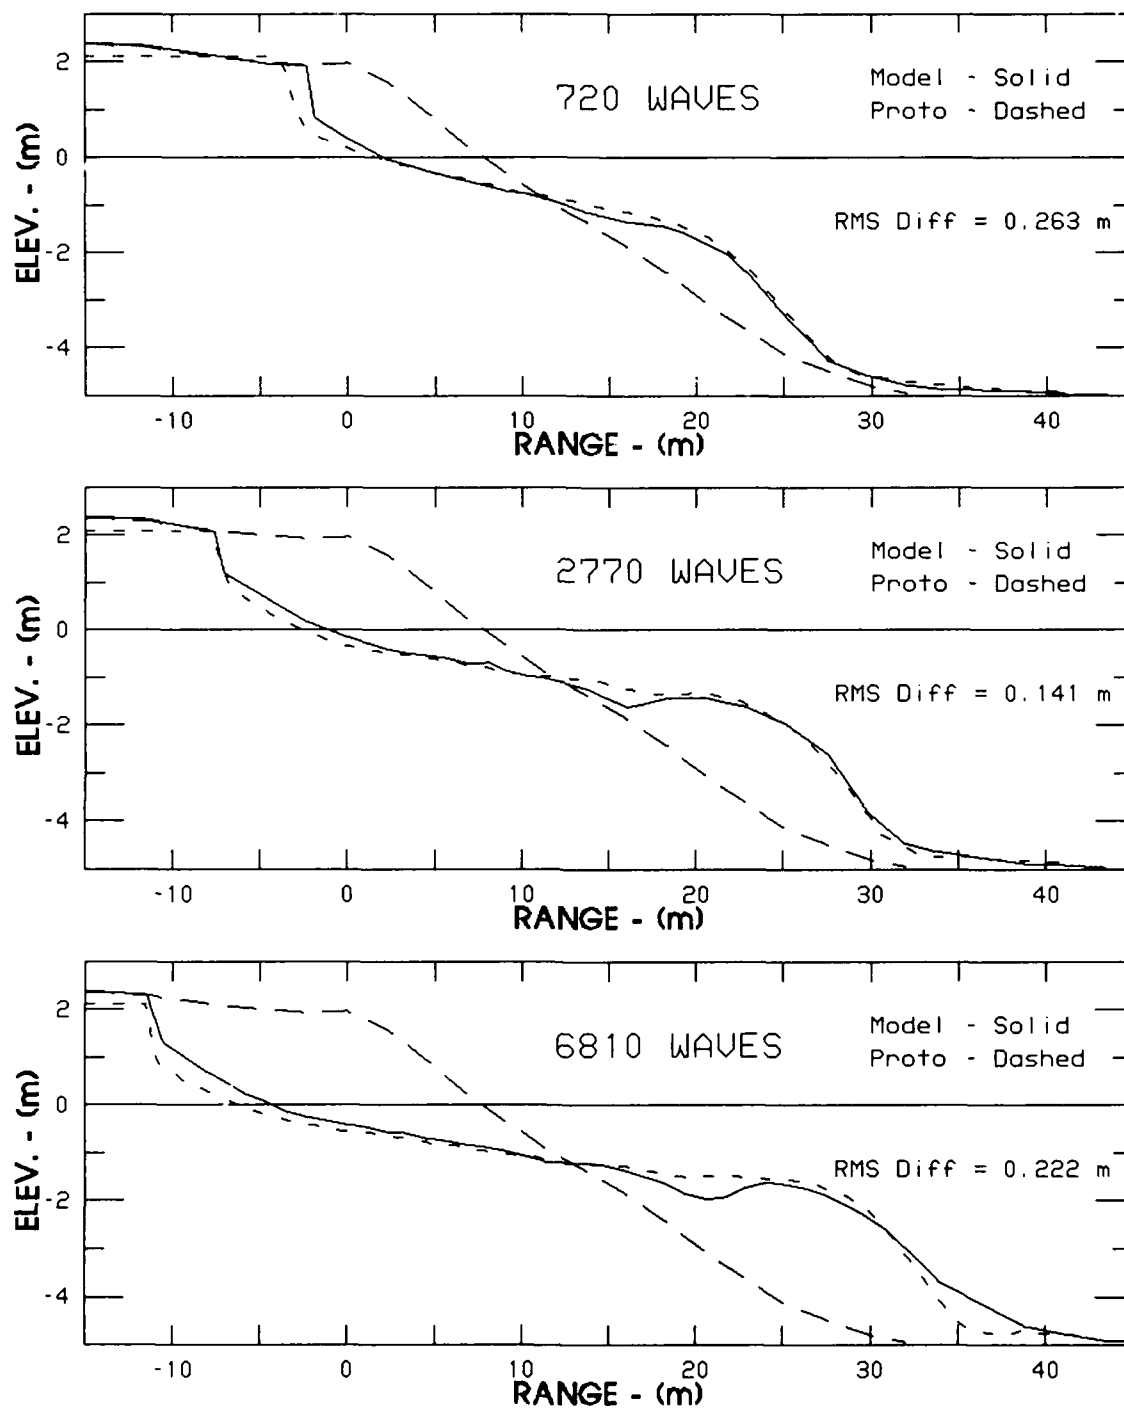 2
0
-2
-4
ELEV. - (m)
720 WAVES
Model - Solid
Proto - Dashed
RMS Diff = 0.263 m
-10 0 10 20 30 40
RANGE - (m)
2
0
-2
-4
ELEV. - (m)
2770 WAVES
Model - Solid
Proto - Dashed
RMS Diff = 0.141 m
-10 0 10 20 30 40
RANGE - (m)
2
0
-2
-4
ELEV. - (m)
6810 WAVES
Model - Solid
Proto - Dashed
RMS Diff = 0.222 m
-10 0 10 20 30 40
RANGE - (m)